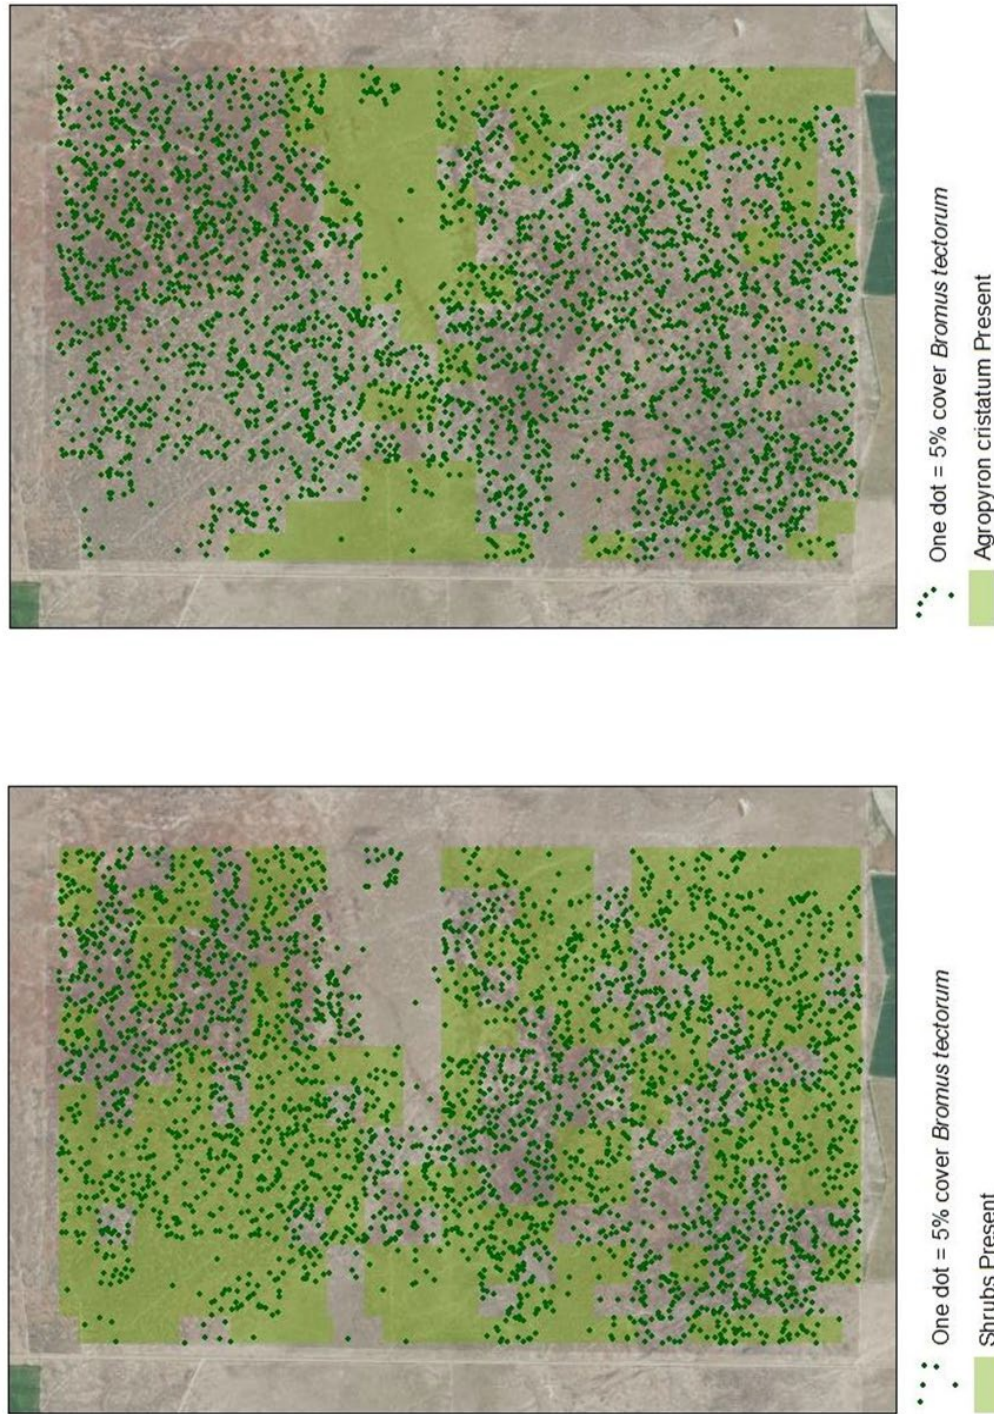 One dot = 5% cover Bromus tectorum
Shrubs Present
One dot = 5% cover Bromus tectorum
Agropyron cristatum Present